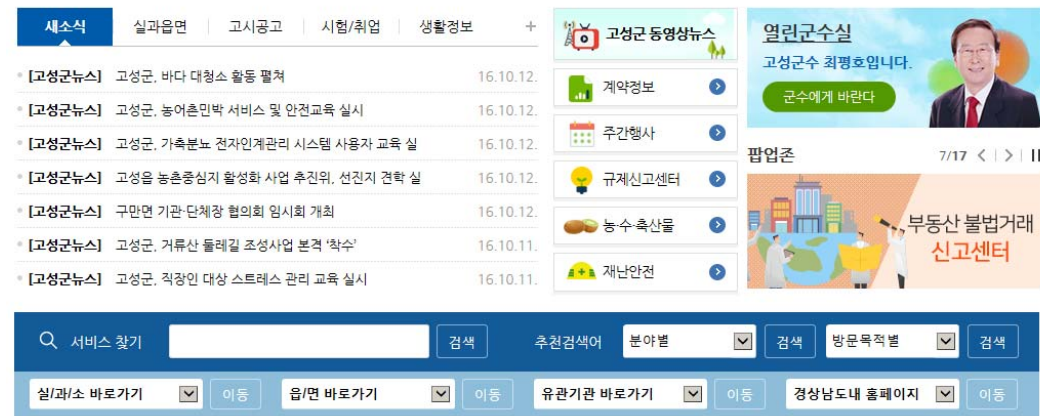 새소식 실과읍면 고시공고 시험/취업 생활정보 +
[고성군뉴스] 고성군, 바다 대청소 활동 펼쳐 16.10.12.
[고성군뉴스] 고성군, 농어촌민박 서비스 및 안전교육 실시 16.10.12.
[고성군뉴스] 고성군, 가축분뇨 전자인계관리 시스템 사용자 교육 실 16.10.12.
[고성군뉴스] 고성읍 농촌중심지 활성화 사업 추진위, 선진지 견학 실 16.10.12.
[고성군뉴스] 구만면 기관·단체장 협의회 임시회 개최 16.10.12.
[고성군뉴스] 고성군, 거류산 둘레길 조성사업 본격 '착수' 16.10.11.
[고성군뉴스] 고성군, 직장인 대상 스트레스 관리 교육 실시 16.10.11.
고성군 동영상뉴스
계약정보
주간행사
규제신고센터
농·수·축산물
재난안전
열린군수실
고성군수 최평호입니다.
군수에게 바란다
팝업존 7/17
부동산 불법거래
신고센터
서비스 찾기 검색 추천검색어 분야별 검색 방문목적별 검색
실/과/소 바로가기 이동 읍/면 바로가기 이동 유관기관 바로가기 이동 경상남도내 홈페이지 이동